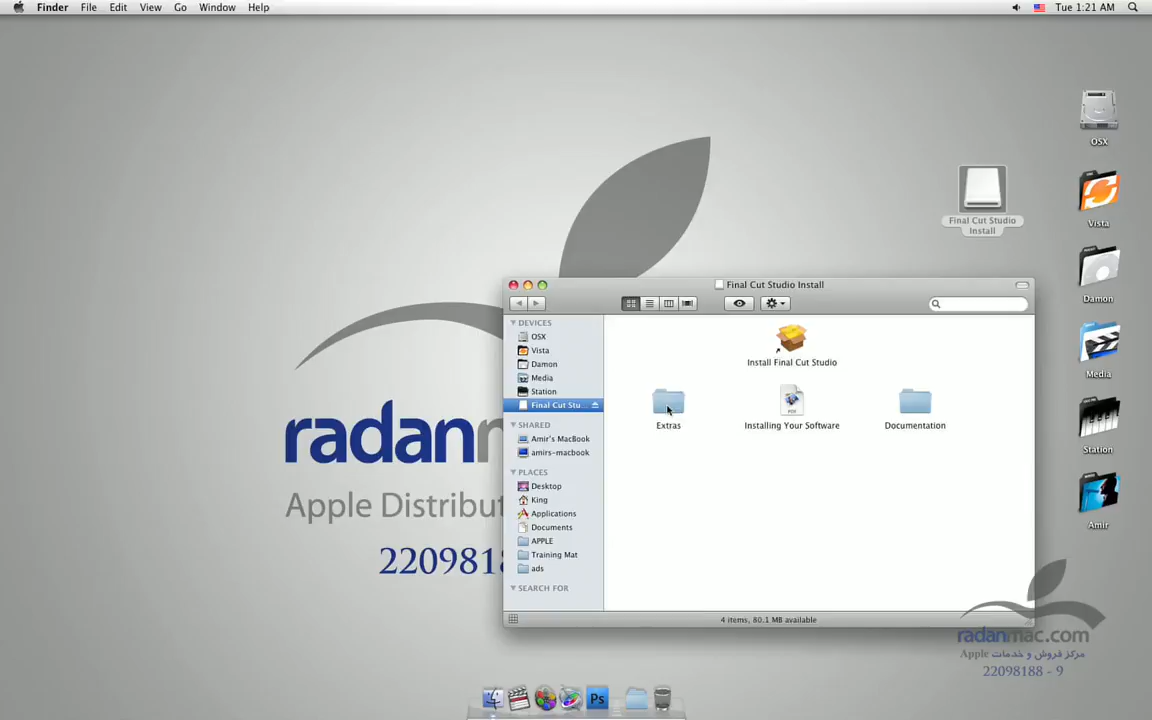 Finder File Edit View Go Window Help
Tue 1:21 AM
OSX
Final Cut Studio
Install
Vista
Damon
Media
Station
Amir
radanm
Apple Distribut
2209818
Final Cut Studio Install
DEVICES
OSX
Vista
Damon
Media
Station
Final Cut Stu...
SHARED
Amir's MacBook
amirs-macbook
PLACES
Desktop
King
Applications
Documents
APPLE
Training Mat
ads
SEARCH FOR
Install Final Cut Studio
Extras
PDF
Installing Your Software
Documentation
4 items, 80.1 MB available
radanmac.com
مرکز فروش و خدمات Apple
22098188 - 9
Ps